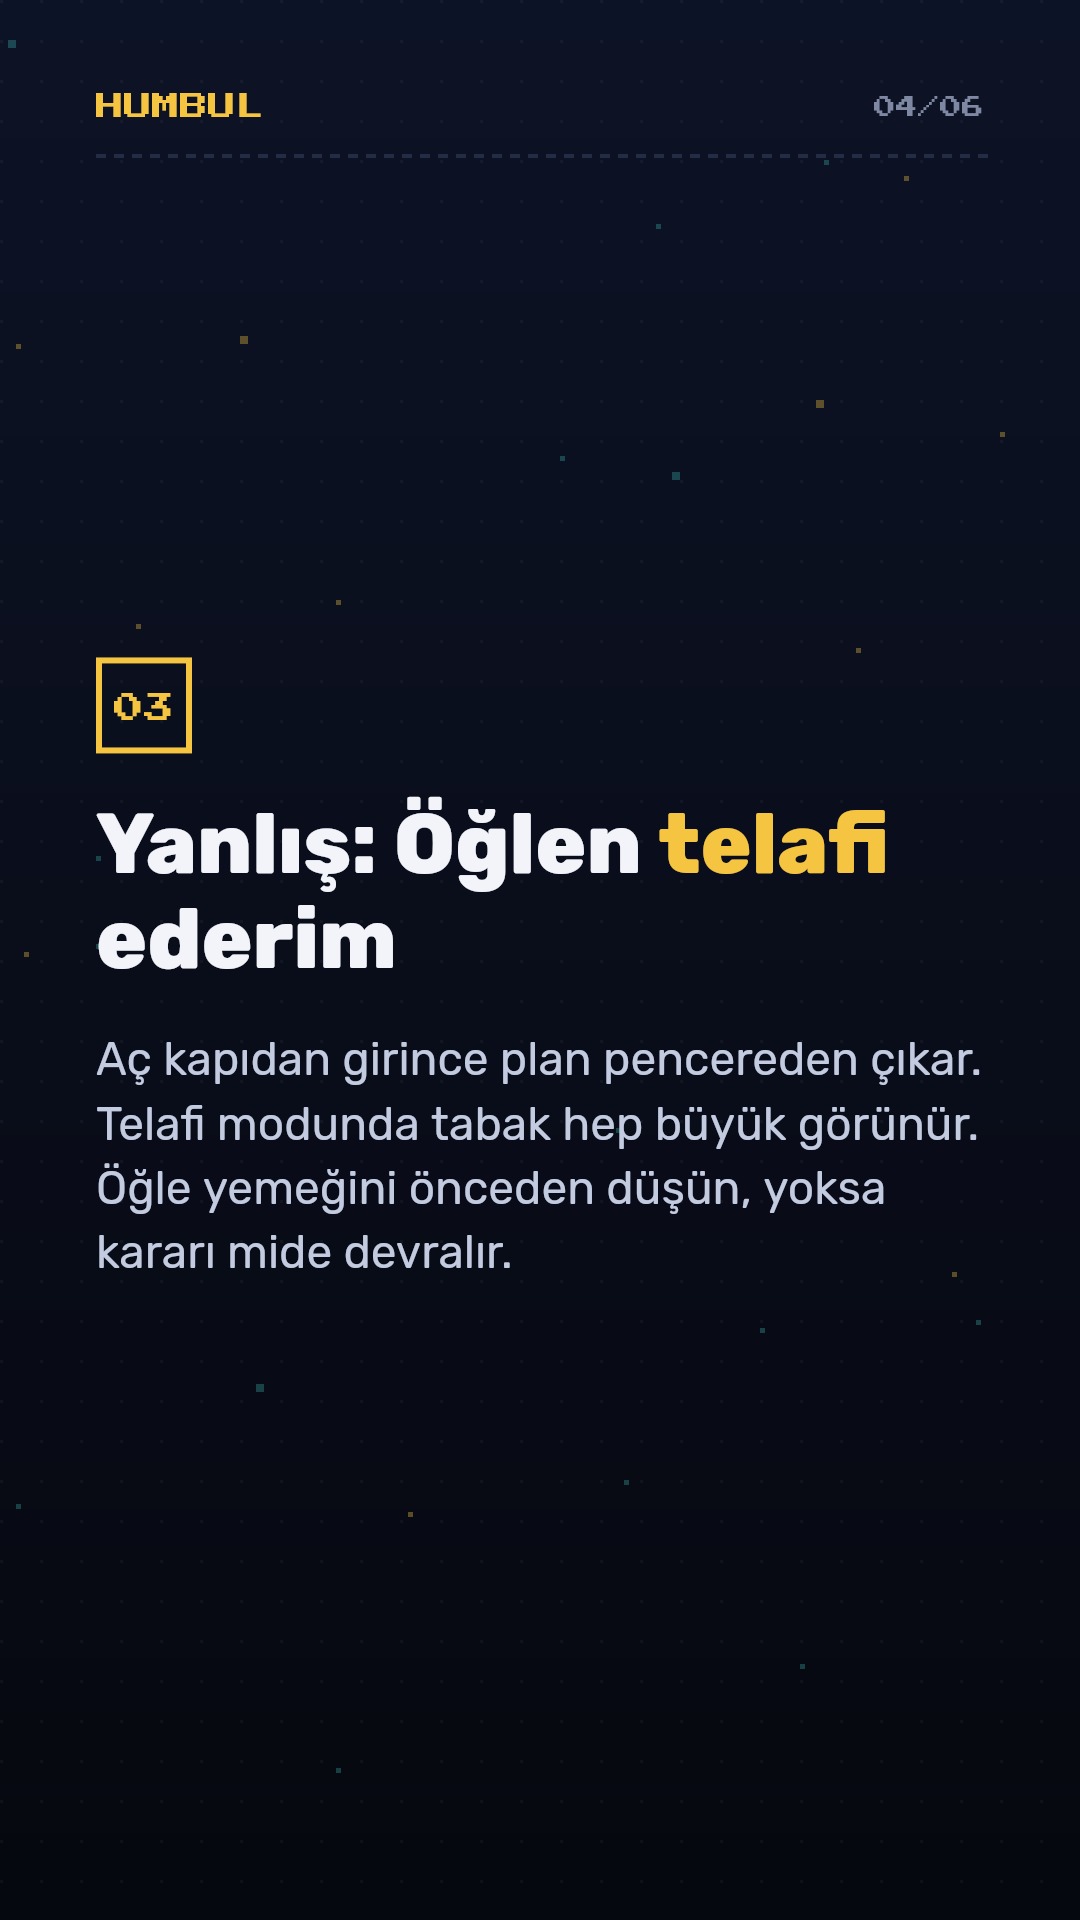 HUMBUL
04/06
03
Yanlış: Öğlen telafi
ederim
Aç kapıdan girince plan pencereden çıkar.
Telafi modunda tabak hep büyük görünür.
Öğle yemeğini önceden düşün, yoksa
kararı mide devralır.